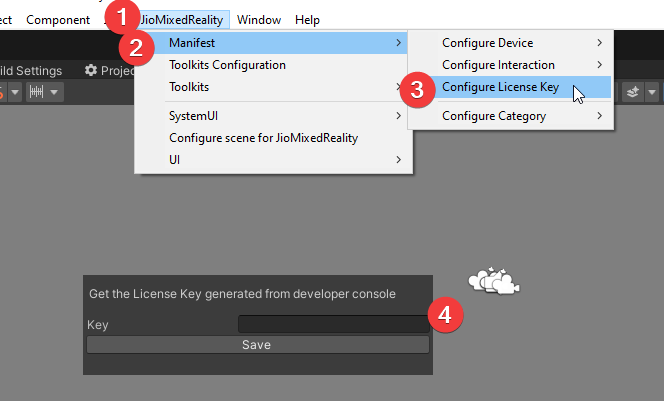 ect Component JioMixedReality Window Help
1
2
Manifest
Toolkits Configuration
Toolkits
SystemUI
Configure scene for JioMixedReality
UI
Configure Device
Configure Interaction
3
Configure License Key
Configure Category
ild Settings
Projec
Get the License Key generated from developer console
Key
4
Save